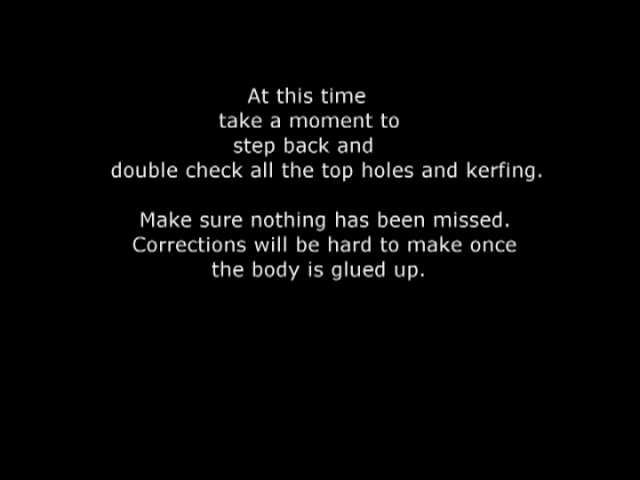 At this time
take a moment to
step back and
double check all the top holes and kerfing.
Make sure nothing has been missed.
Corrections will be hard to make once
the body is glued up.